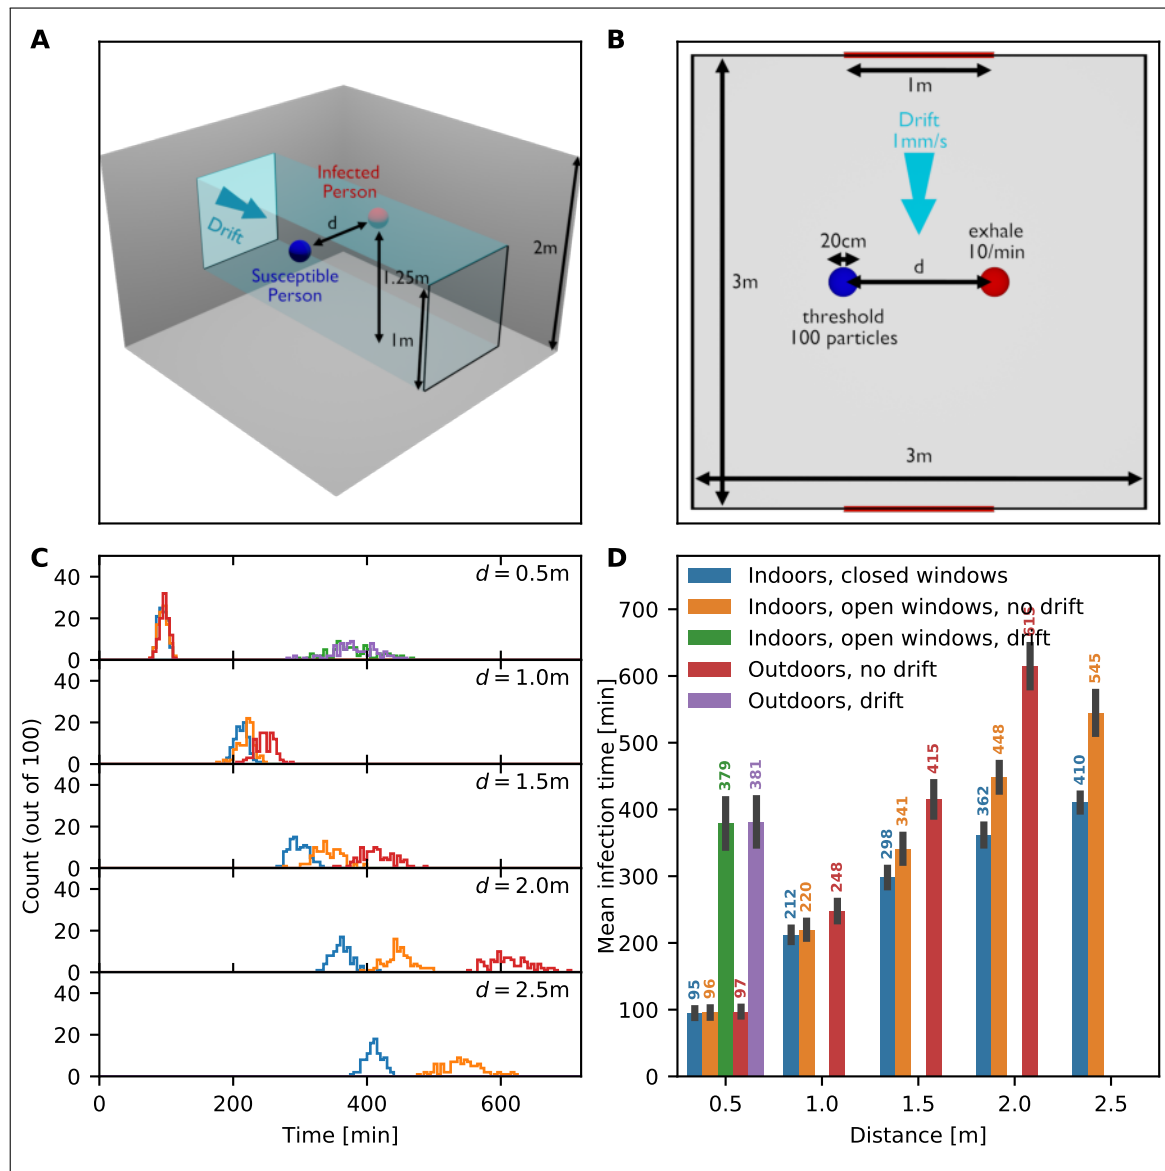 A
Infected
Person
d
Drift
Susceptible
Person
1.25m
2m
1m
B
1m
Drift
1mm/s
20cm
exhale
10/min
d
3m
threshold
100 particles
3m
C
d = 0.5m
40
20
0
d = 1.0m
40
20
0
d = 1.5m
40
20
0
d = 2.0m
40
20
0
d = 2.5m
40
20
0
Count (out of 100)
0 200 400 600
Time [min]
D
Indoors, closed windows
Indoors, open windows, no drift
Indoors, open windows, drift
Outdoors, no drift
Outdoors, drift
700
600
500
400
300
200
100
0
Mean infection time [min]
95
96
379
97
381
212
220
248
298
341
415
362
448
615
410
545
0.5 1.0 1.5 2.0 2.5
Distance [m]